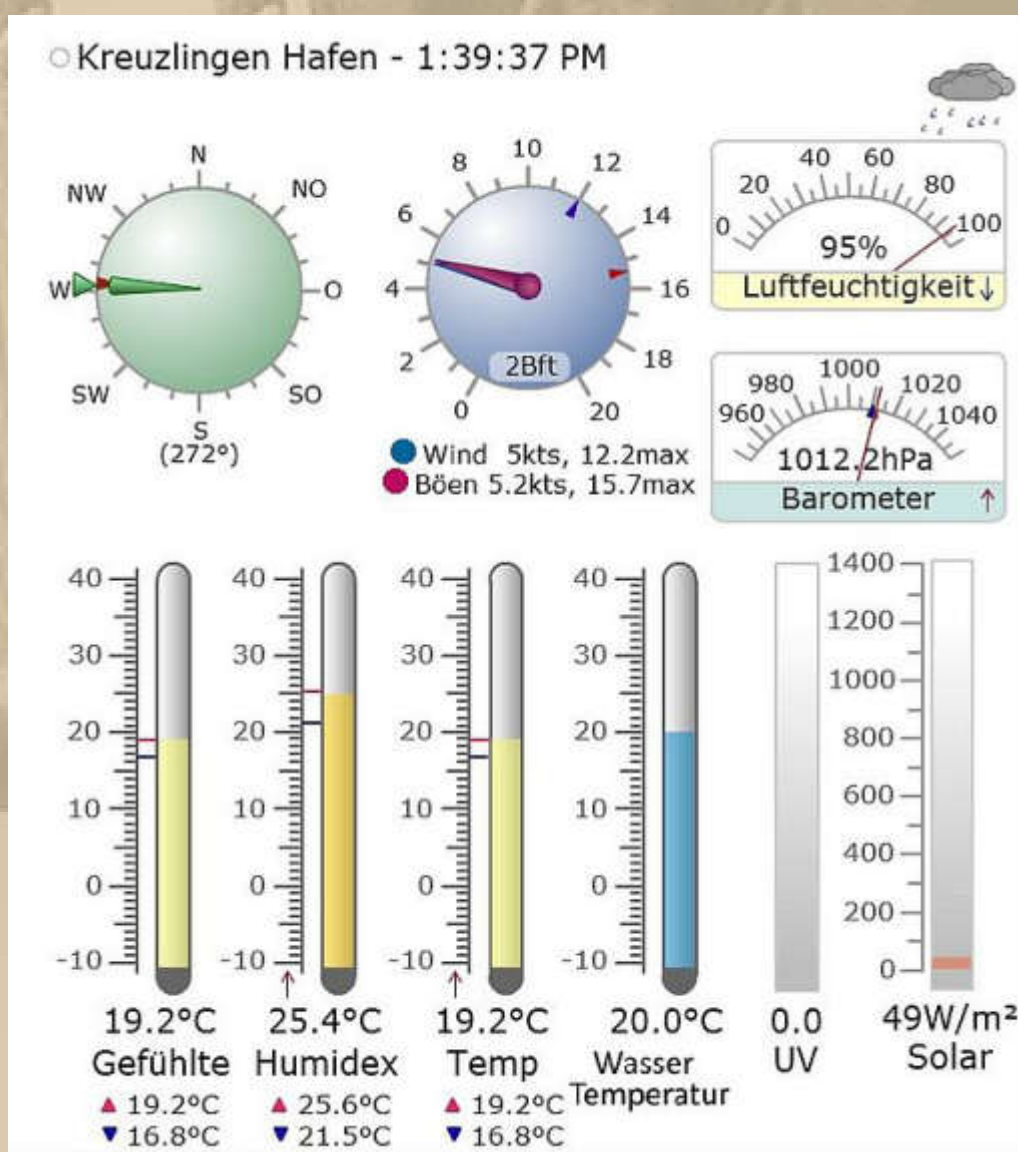 Kreuzlingen Hafen - 1:39:37 PM
N
NO
O
SO
S
SW
W
NW
(272°)
0
2
4
6
8
10
12
14
16
18
20
2Bft
Wind 5kts, 12.2max
Böen 5.2kts, 15.7max
0
20
40
60
80
100
95%
Luftfeuchtigkeit↓
960
980
1000
1020
1040
1012.2hPa
Barometer ↑
40
30
20
10
0
-10
19.2°C
Gefühlte
▲ 19.2°C
▼ 16.8°C
40
30
20
10
0
-10
↑
25.4°C
Humidex
▲ 25.6°C
▼ 21.5°C
40
30
20
10
0
-10
↑
19.2°C
Temp
▲ 19.2°C
▼ 16.8°C
40
30
20
10
0
-10
20.0°C
Wasser
Temperatur
0.0
UV
1400
1200
1000
800
600
400
200
0
49W/m²
Solar